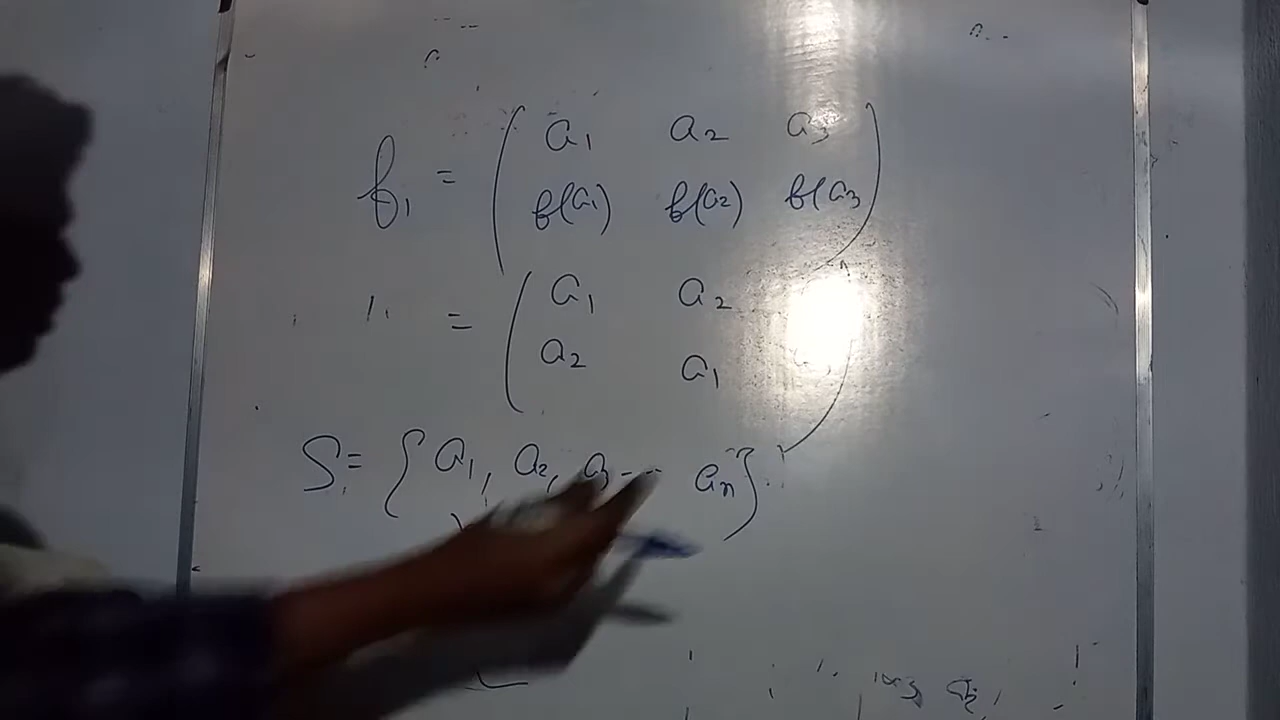 f₁ = ( a₁ a₂ a₃
f(a₁) f(a₂) f(a₃ )
= ( a₁ a₂
a₂ a₁ )
S = { a₁, a₂, a₃ -- aₙ }